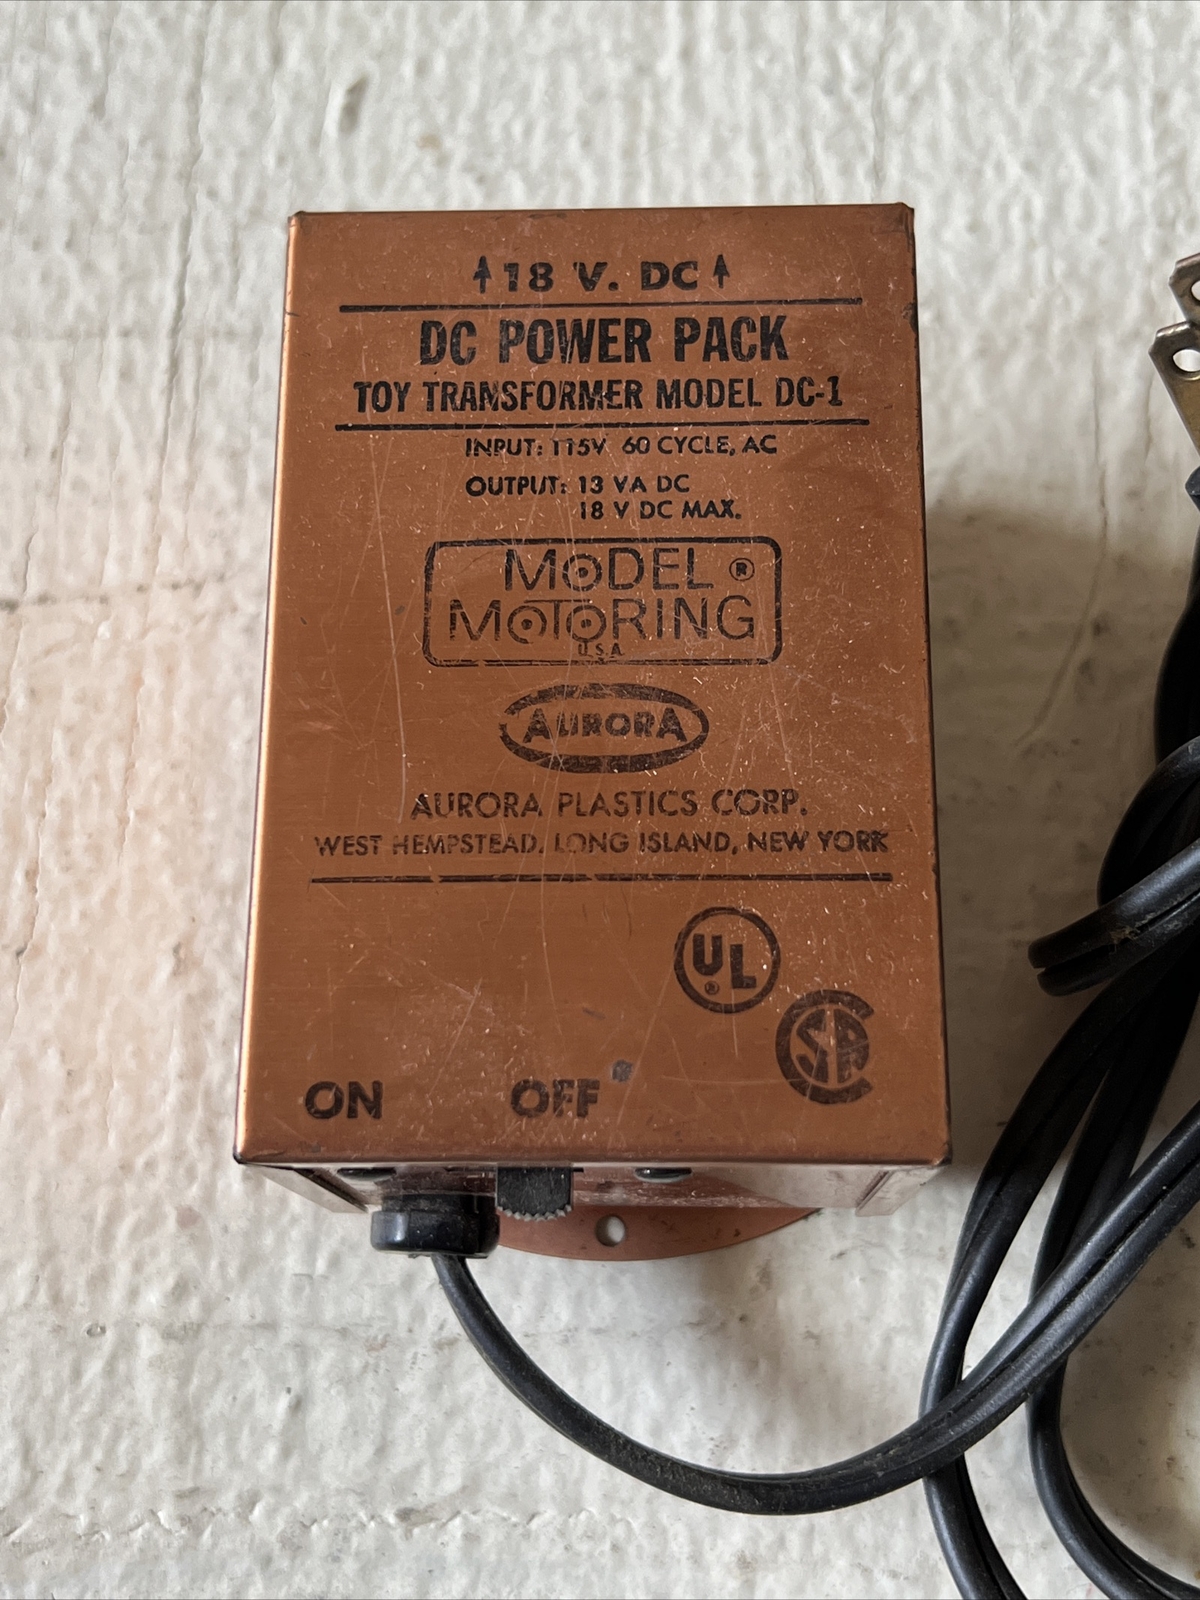 18 V. DC
DC POWER PACK
TOY TRANSFORMER MODEL DC-1
INPUT: 115V 60 CYCLE, AC
OUTPUT: 13 VA DC
18 V DC MAX.
MODEL ®
MOTORING
U.S.A.
AURORA
AURORA PLASTICS CORP.
WEST HEMPSTEAD, LONG ISLAND, NEW YORK
UL ®
SA
ON OFF